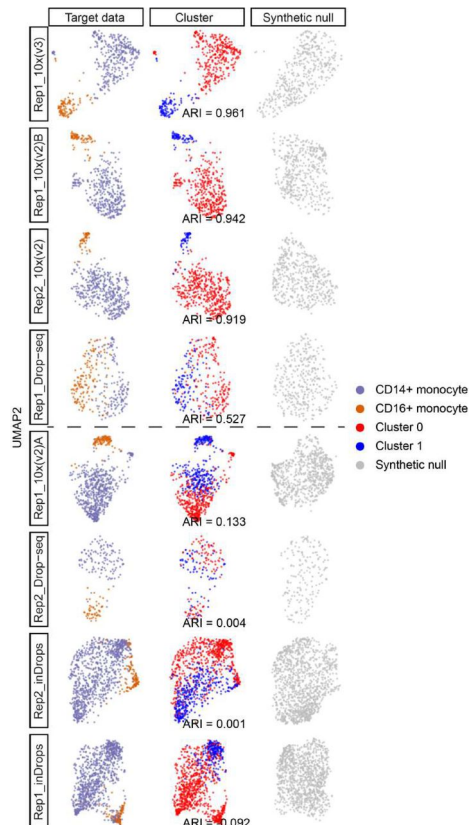 Target data
Cluster
Synthetic null
Rep1_10x(v3)
ARI = 0.961
Rep1_10x(v2)B
ARI = 0.942
Rep2_10x(v2)
ARI = 0.919
Rep1_Drop-seq
ARI = 0.527
UMAP2
CD14+ monocyte
CD16+ monocyte
Cluster 0
Cluster 1
Synthetic null
Rep1_10x(v2)A
ARI = 0.133
Rep2_Drop-seq
ARI = 0.004
Rep2_inDrops
ARI = 0.001
Rep1_inDrops